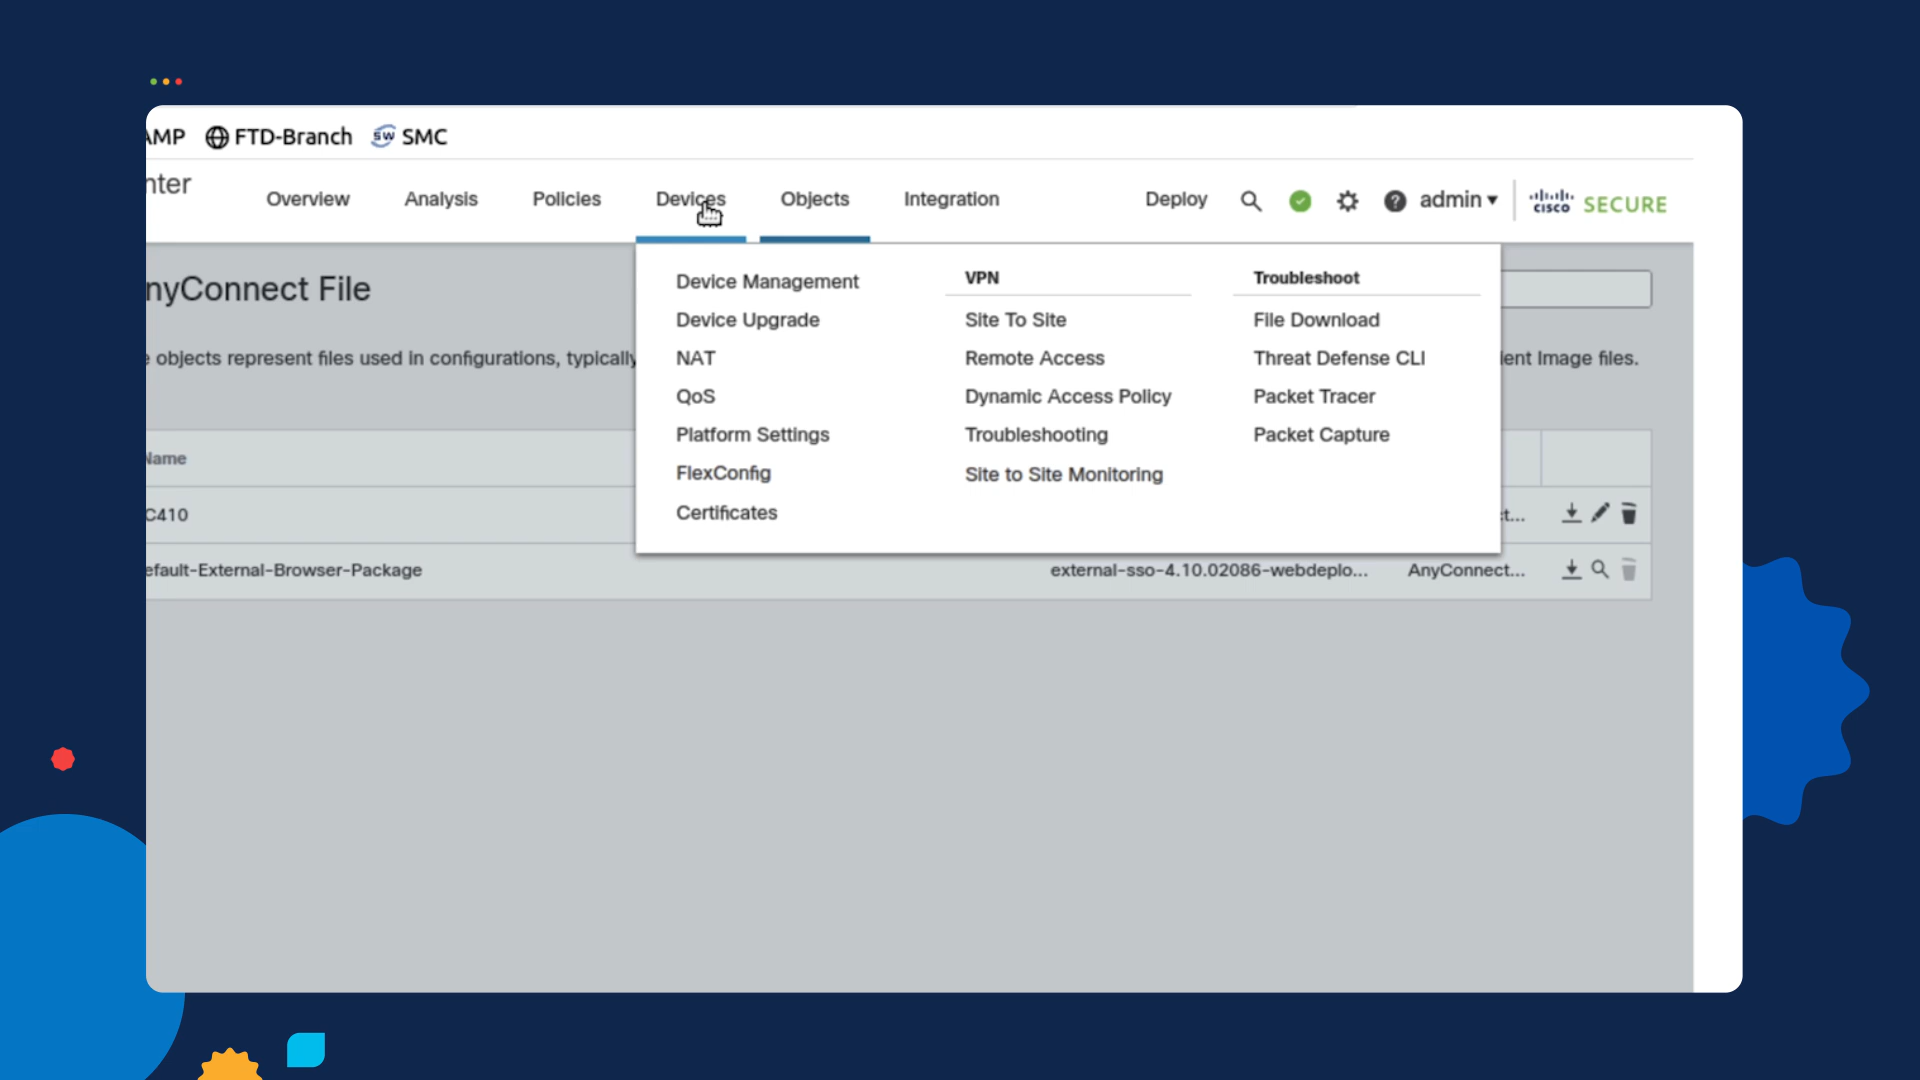 AMP FTD-Branch SW SMC
nter
Overview Analysis Policies Devices Objects Integration Deploy admin cisco SECURE
nyConnect File
e objects represent files used in configurations, typically
ent Image files.
Device Management
Device Upgrade
NAT
QoS
Platform Settings
FlexConfig
Certificates
VPN
Site To Site
Remote Access
Dynamic Access Policy
Troubleshooting
Site to Site Monitoring
Troubleshoot
File Download
Threat Defense CLI
Packet Tracer
Packet Capture
Name
C410 t...
efault-External-Browser-Package external-sso-4.10.02086-webdeplo... AnyConnect...